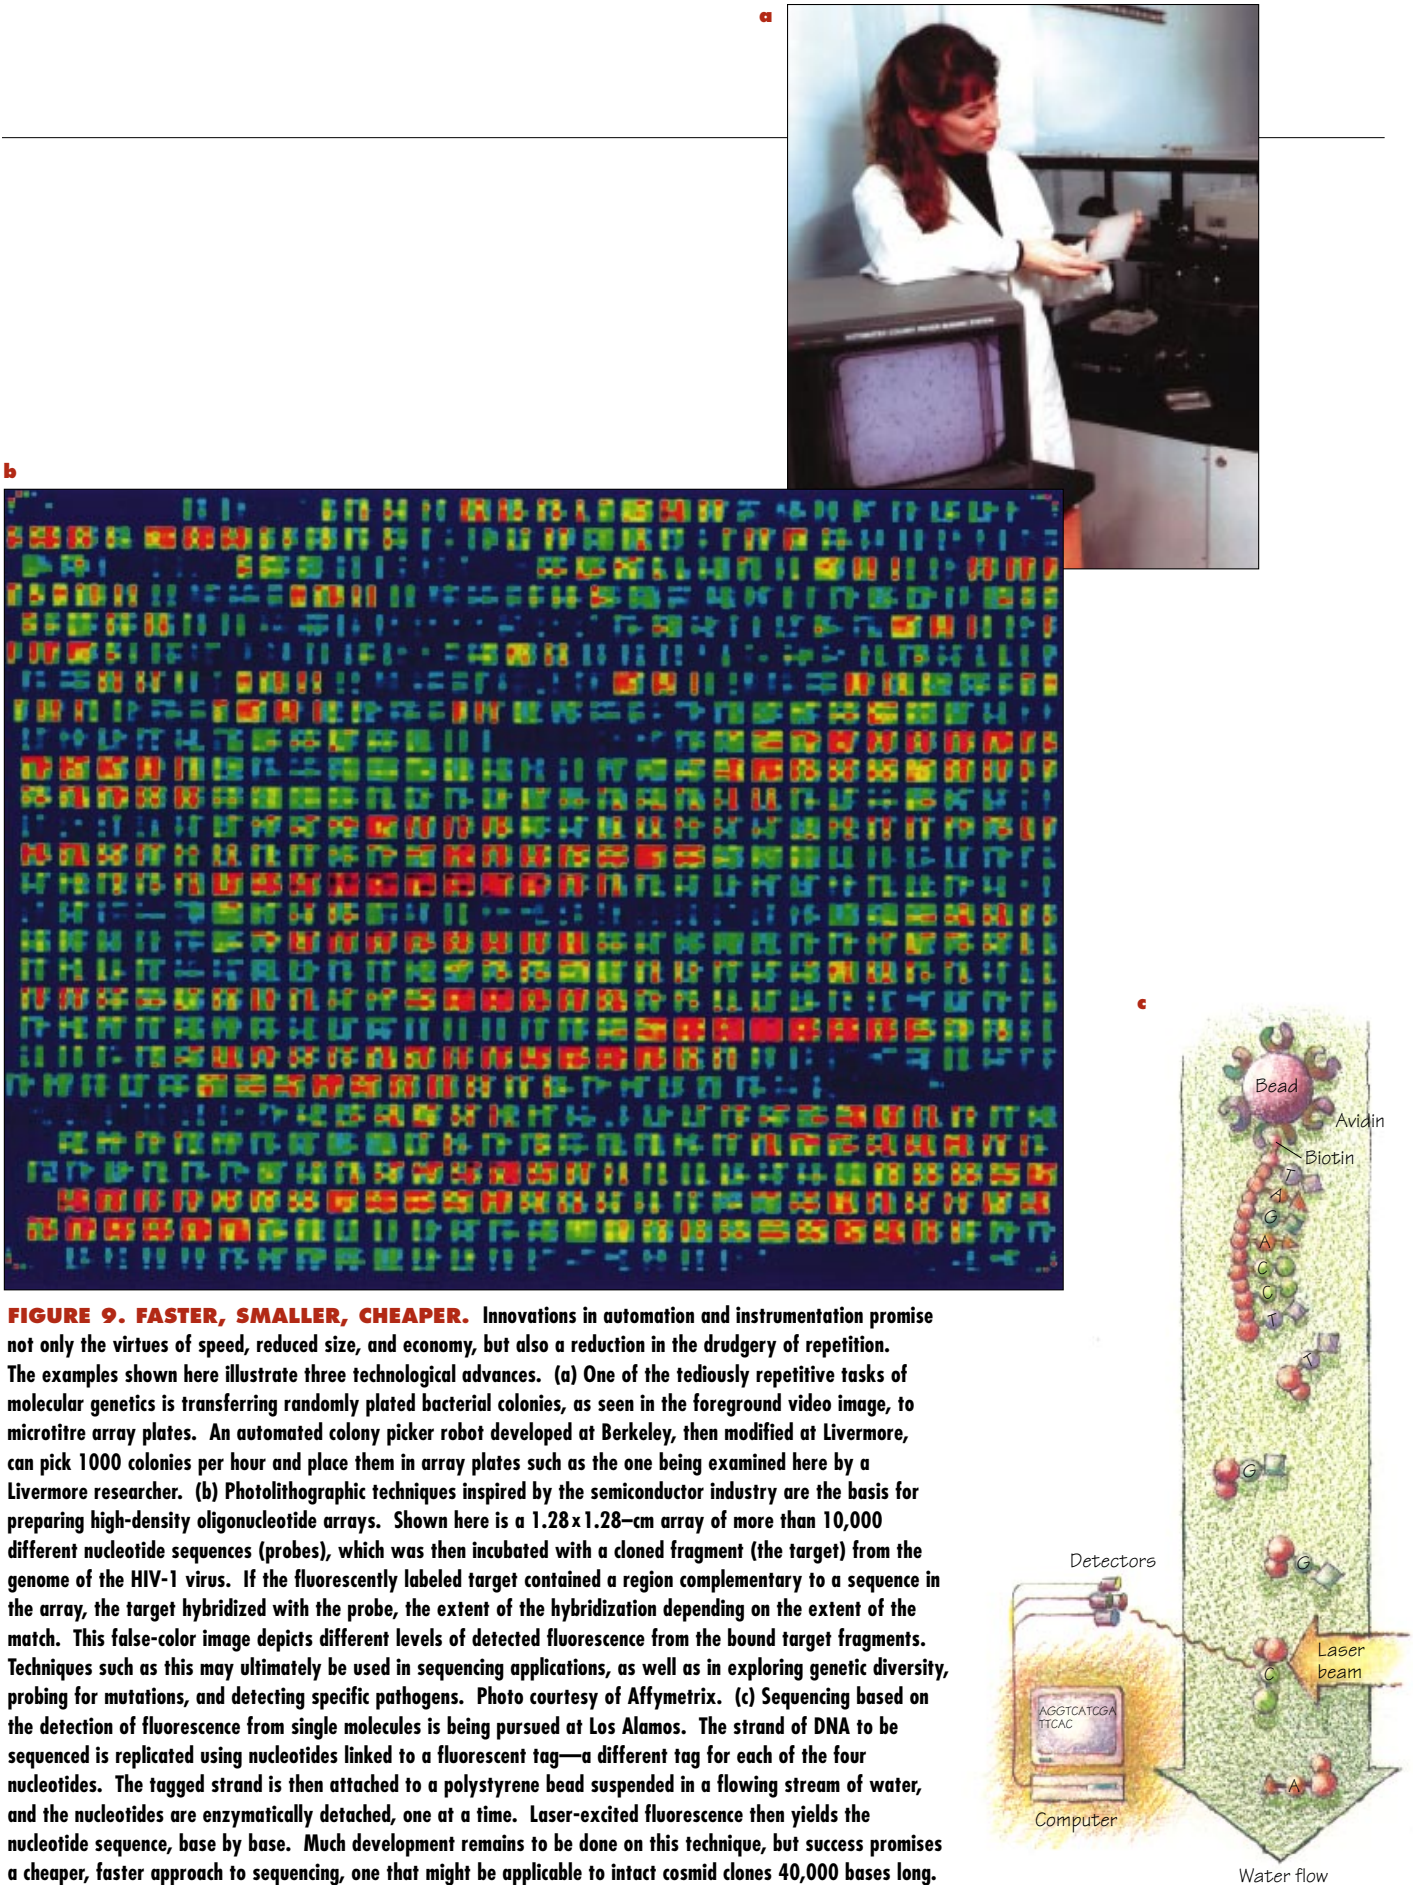 a
b
FIGURE 9. FASTER, SMALLER, CHEAPER. Innovations in automation and instrumentation promise
not only the virtues of speed, reduced size, and economy, but also a reduction in the drudgery of repetition.
The examples shown here illustrate three technological advances. (a) One of the tediously repetitive tasks of
molecular genetics is transferring randomly plated bacterial colonies, as seen in the foreground video image, to
microtitre array plates. An automated colony picker robot developed at Berkeley, then modified at Livermore,
can pick 1000 colonies per hour and place them in array plates such as the one being examined here by a
Livermore researcher. (b) Photolithographic techniques inspired by the semiconductor industry are the basis for
preparing high-density oligonucleotide arrays. Shown here is a 1.28x1.28–cm array of more than 10,000
different nucleotide sequences (probes), which was then incubated with a cloned fragment (the target) from the
genome of the HIV-1 virus. If the fluorescently labeled target contained a region complementary to a sequence in
the array, the target hybridized with the probe, the extent of the hybridization depending on the extent of the
match. This false-color image depicts different levels of detected fluorescence from the bound target fragments.
Techniques such as this may ultimately be used in sequencing applications, as well as in exploring genetic diversity,
probing for mutations, and detecting specific pathogens. Photo courtesy of Affymetrix. (c) Sequencing based on
the detection of fluorescence from single molecules is being pursued at Los Alamos. The strand of DNA to be
sequenced is replicated using nucleotides linked to a fluorescent tag—a different tag for each of the four
nucleotides. The tagged strand is then attached to a polystyrene bead suspended in a flowing stream of water,
and the nucleotides are enzymatically detached, one at a time. Laser-excited fluorescence then yields the
nucleotide sequence, base by base. Much development remains to be done on this technique, but success promises
a cheaper, faster approach to sequencing, one that might be applicable to intact cosmid clones 40,000 bases long.
c
Bead
Avidin
Biotin
T
A
G
A
C
C
T
T
G
G
Detectors
Laser
beam
C
AGGTCATCGA
TTCAC
A
Computer
Water flow